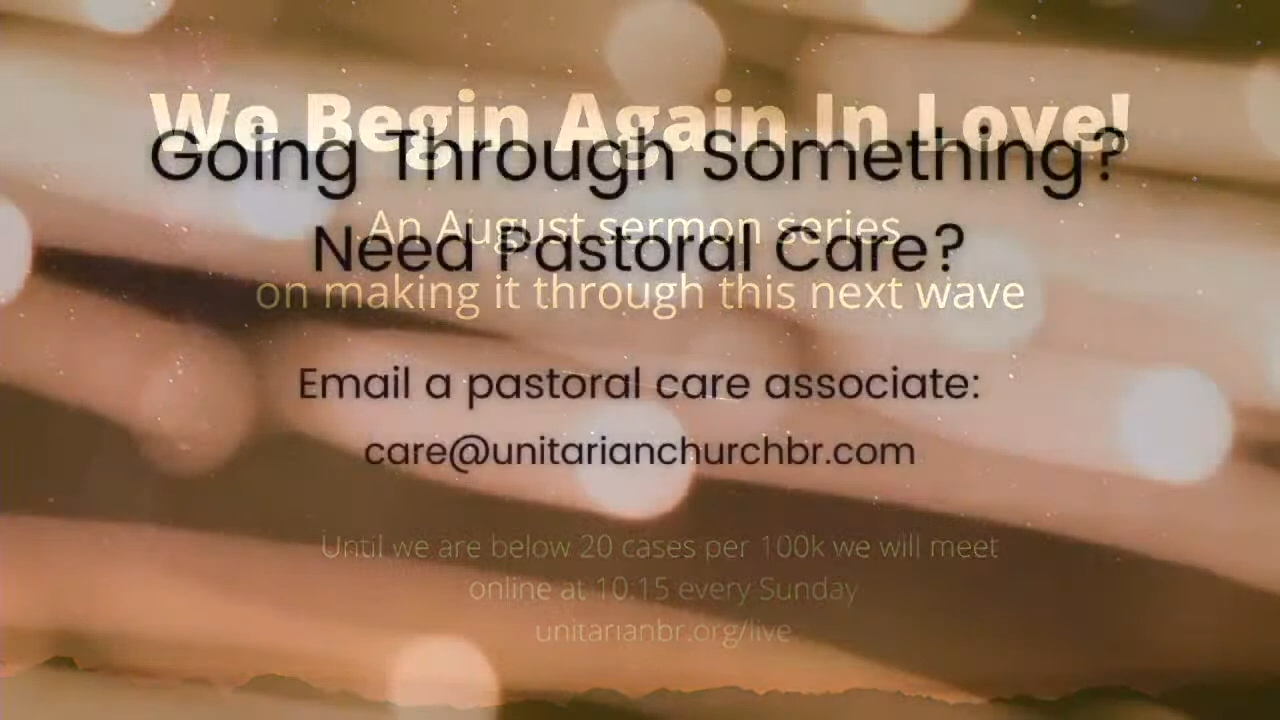 We Begin Again In Love!
Going Through Something?
An August sermon series
Need Pastoral Care?
on making it through this next wave
Email a pastoral care associate:
care@unitarianchurchbr.com
Until we are below 20 cases per 100k we will meet
online at 10:15 every Sunday
unitarianbr.org/live